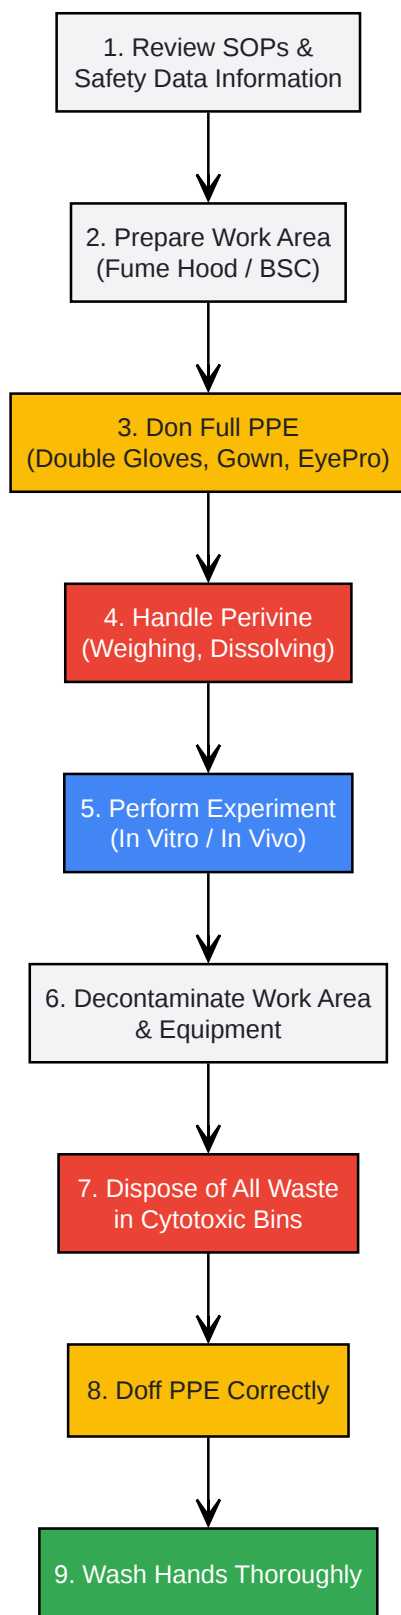 1. Review SOPs &
Safety Data Information
2. Prepare Work Area
(Fume Hood / BSC)
3. Don Full PPE
(Double Gloves, Gown, EyePro)
4. Handle Perivine
(Weighing, Dissolving)
5. Perform Experiment
(In Vitro / In Vivo)
6. Decontaminate Work Area
& Equipment
7. Dispose of All Waste
in Cytotoxic Bins
8. Doff PPE Correctly
9. Wash Hands Thoroughly